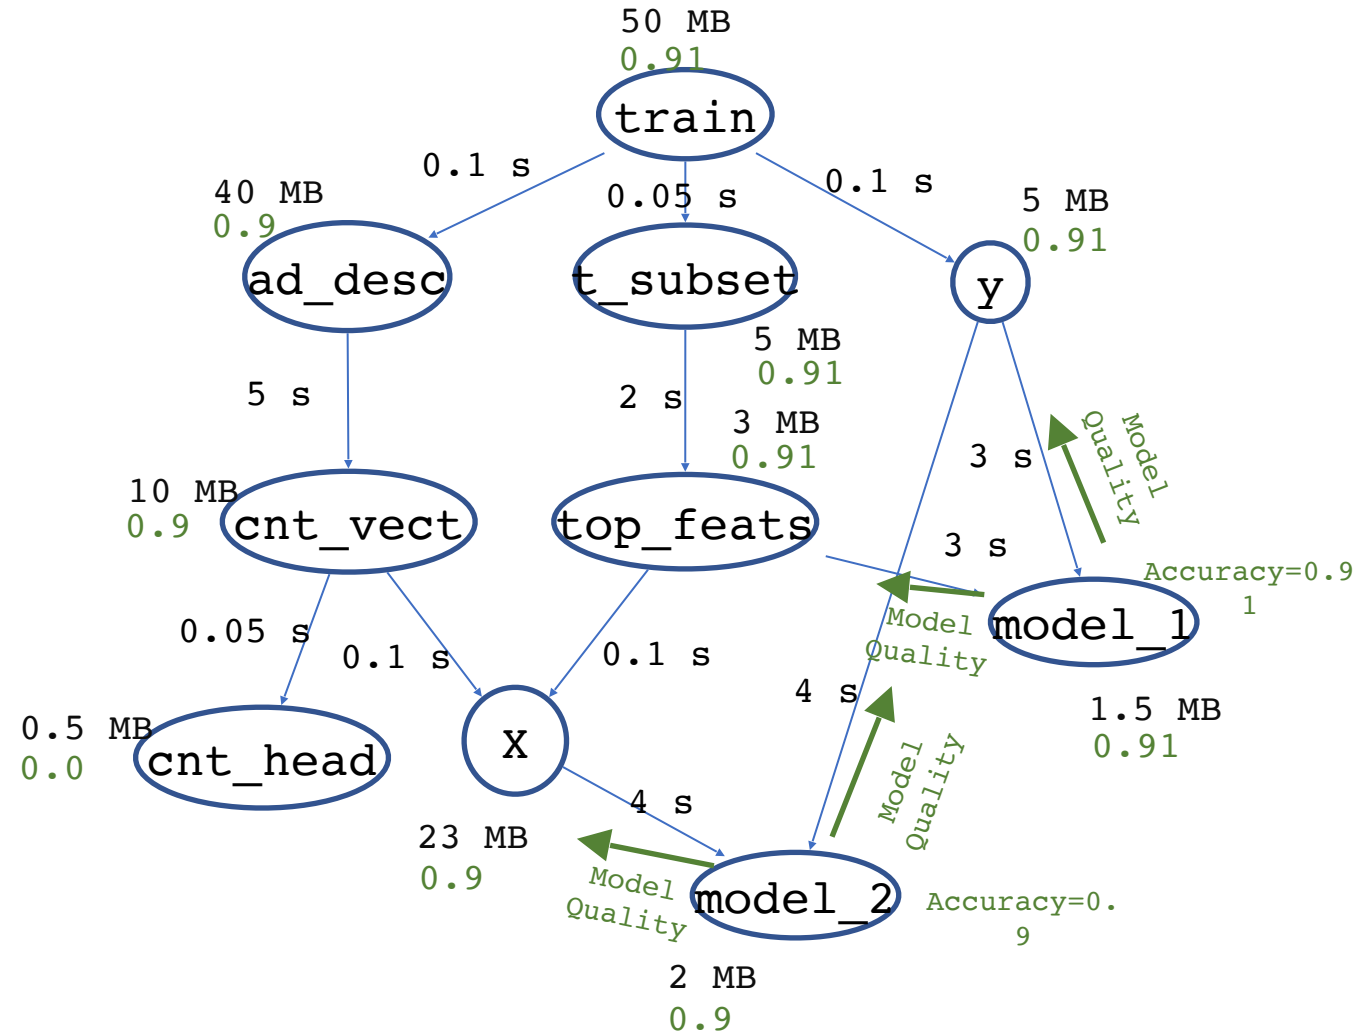 50 MB
0.91
train
0.1 s
0.05 s
0.1 s
40 MB
0.9
ad_desc
t_subset
5 MB
0.91
y
5 MB
0.91
5 s
2 s
3 MB
0.91
3 s
Model
Quality
10 MB
0.9
cnt_vect
top_feats
3 s
Accuracy=0.9
1
model_1
Model
Quality
1.5 MB
0.91
0.05 s
0.1 s
0.1 s
4 s
0.5 MB
0.0
cnt_head
X
Model
Quality
4 s
23 MB
0.9
Model
Quality
model_2
Accuracy=0.
9
2 MB
0.9